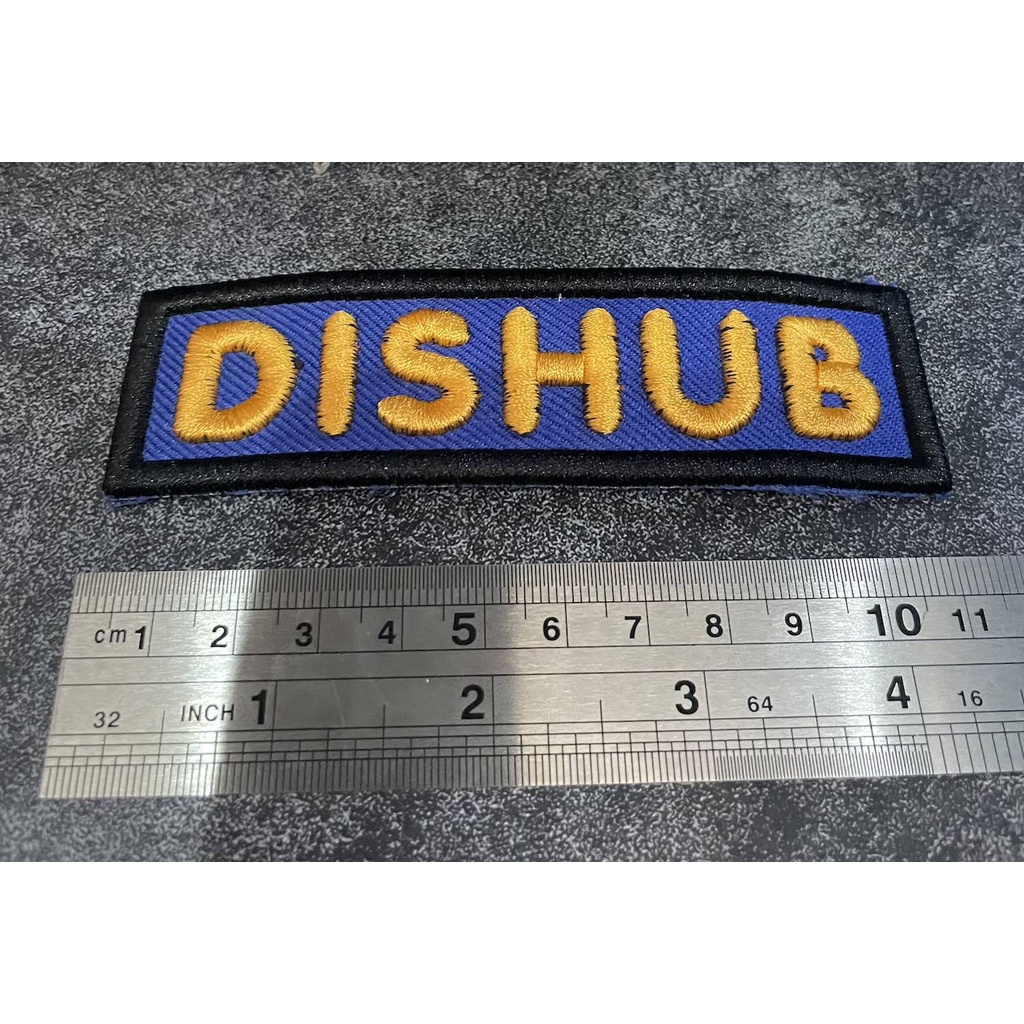 DISHUB
cm 1 2 3 4 5 6 7 8 9 10 11
32 INCH 1 2 3 64 4 16